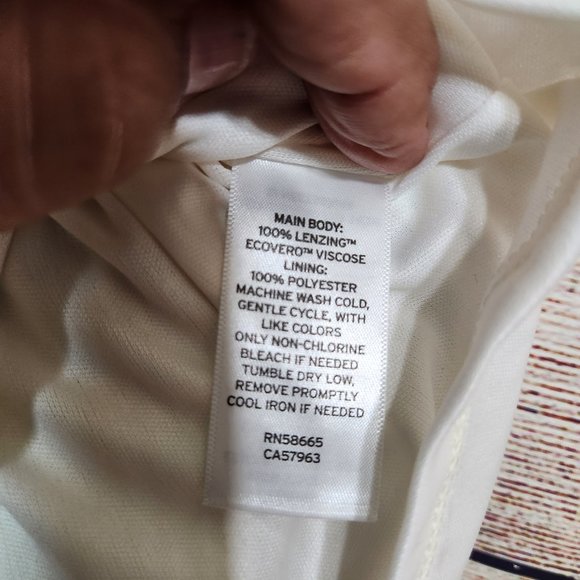 MAIN BODY:
100% LENZING™
ECOVERO™ VISCOSE
LINING:
100% POLYESTER
MACHINE WASH COLD,
GENTLE CYCLE, WITH
LIKE COLORS
ONLY NON-CHLORINE
BLEACH IF NEEDED
TUMBLE DRY LOW,
REMOVE PROMPTLY
COOL IRON IF NEEDED
RN58665
CA57963